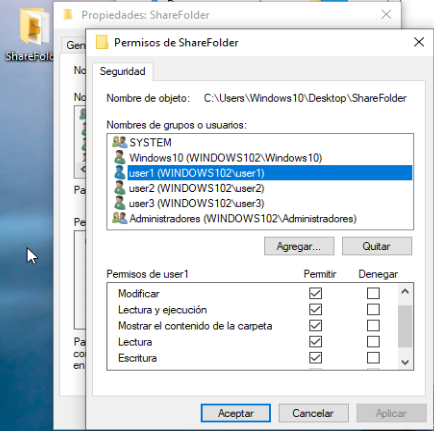 Propiedades: ShareFolder
ShareFold
Gen
No
No
Pa
Pe
Pa
co
en
Permisos de ShareFolder
Seguridad
Nombre de objeto: C:\Users\Windows10\Desktop\ShareFolder
Nombres de grupos o usuarios:
SYSTEM
Windows10 (WINDOWS102\Windows10)
user1 (WINDOWS102\user1)
user2 (WINDOWS102\user2)
user3 (WINDOWS102\user3)
Administradores (WINDOWS102\Administradores)
Agregar... Quitar
Permisos de user1 Permitir Denegar
Modificar
Lectura y ejecución
Mostrar el contenido de la carpeta
Lectura
Escritura
Aceptar Cancelar Aplicar